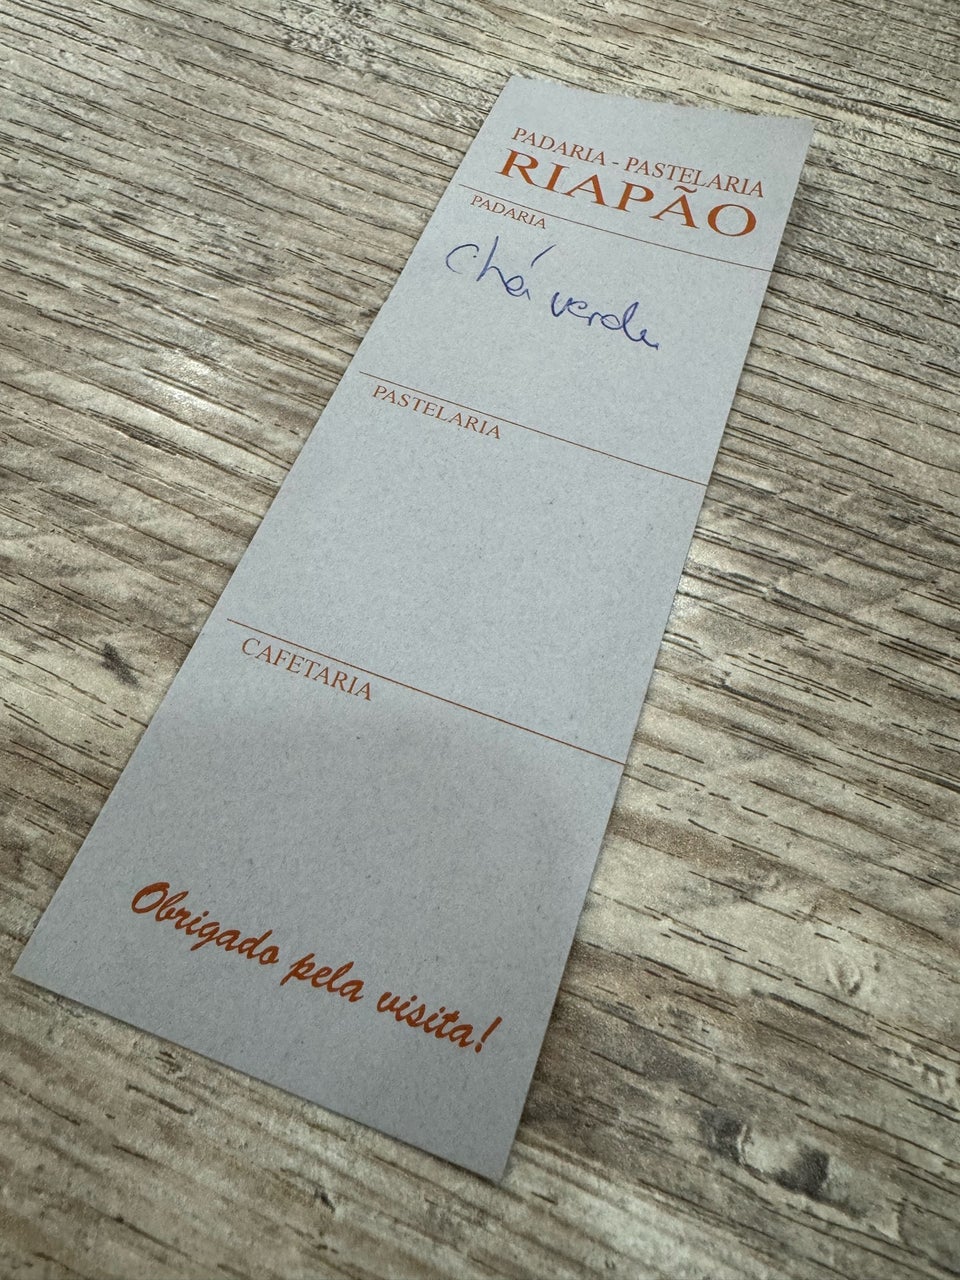 PADARIA - PASTELARIA
RIAPÃO
PADARIA
chá verde
PASTELARIA
CAFETARIA
Obrigado pela visita!